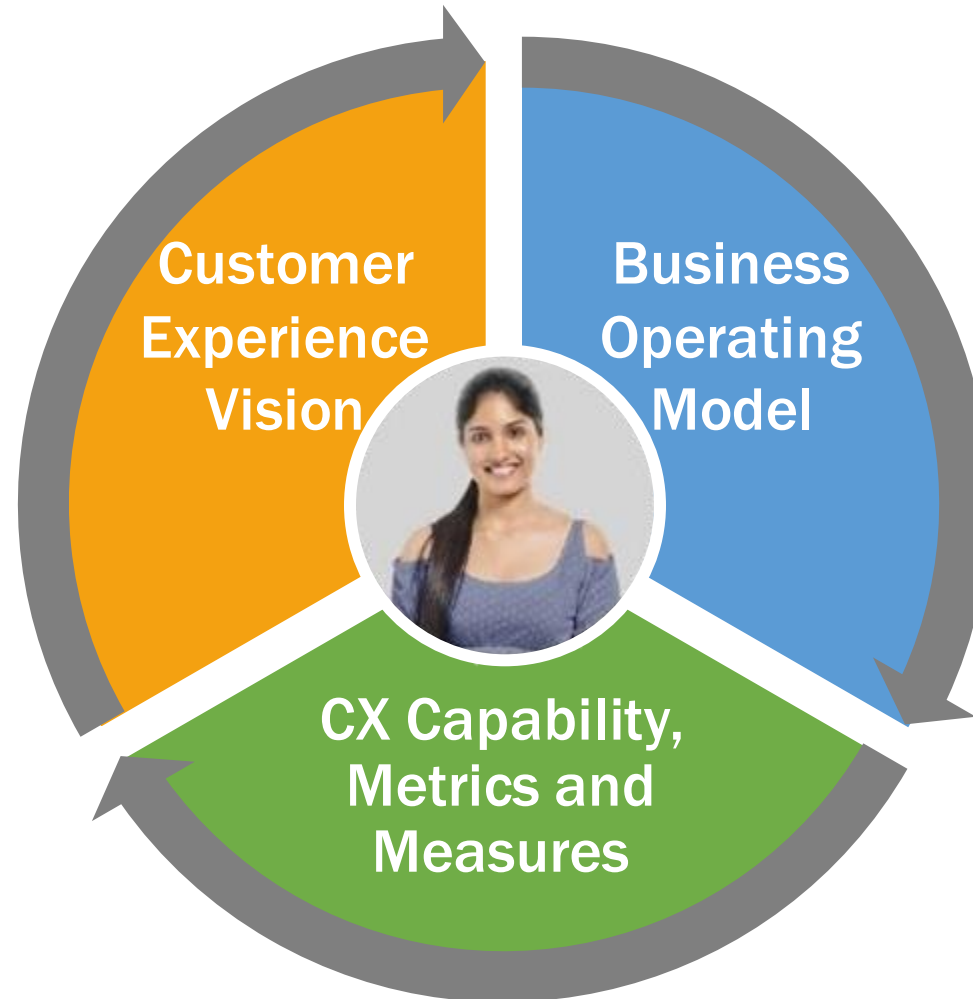 Customer
Experience
Vision
Business
Operating
Model
CX Capability,
Metrics and
Measures